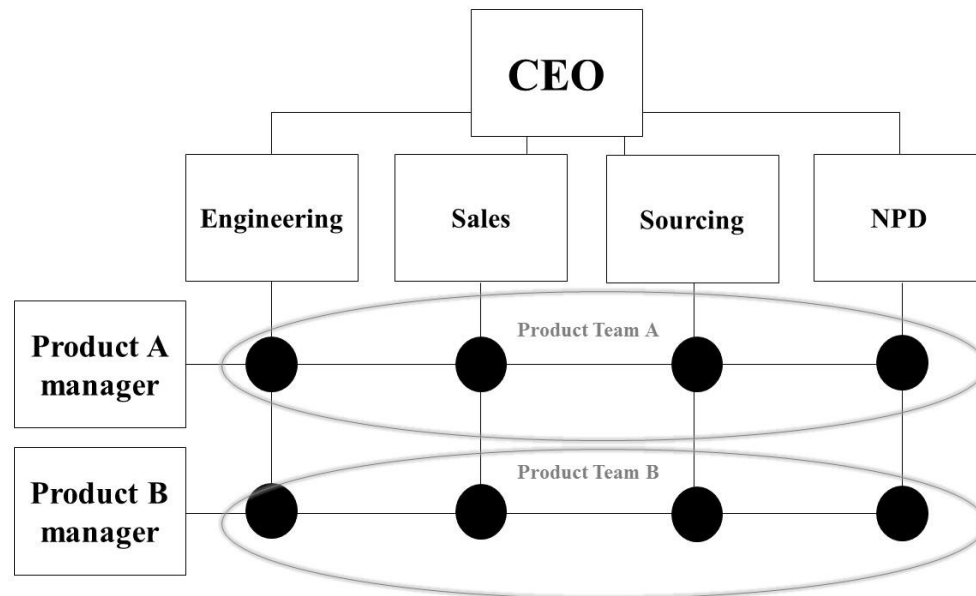 CEO
Engineering
Sales
Sourcing
NPD
Product A
manager
Product Team A
Product B
manager
Product Team B